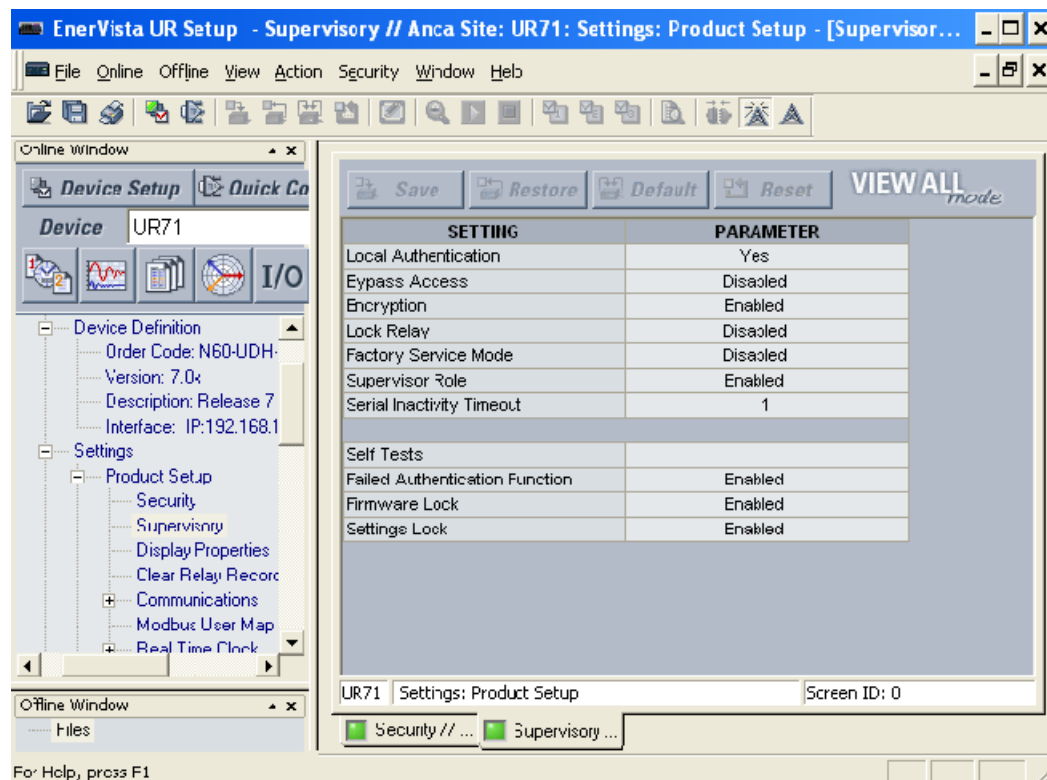 EnerVista UR Setup - Supervisory // Anca Site: UR71: Settings: Product Setup - [Supervisor...
File Online Offline View Action Security Window Help
Online Window
Device Setup Quick Co
Device UR71
I/O
Device Definition
Order Code: N60-UDH-
Version: 7.0x
Description: Release 7
Interface: IP:192.168.1
Settings
Product Setup
Security
Supervisory
Display Properties
Clear Relay Record
Communications
Modbus User Map
Real Time Clock
Offline Window
Files
Save Restore Default Reset VIEW ALL mode
SETTING PARAMETER
Local Authentication Yes
Bypass Access Disabled
Encryption Enabled
Lock Relay Disabled
Factory Service Mode Disabled
Supervisor Role Enabled
Serial Inactivity Timeout 1
Self Tests
Failed Authentication Function Enabled
Firmware Lock Enabled
Settings Lock Enabled
UR71 Settings: Product Setup Screen ID: 0
Security // ... Supervisory ...
For Help, press F1